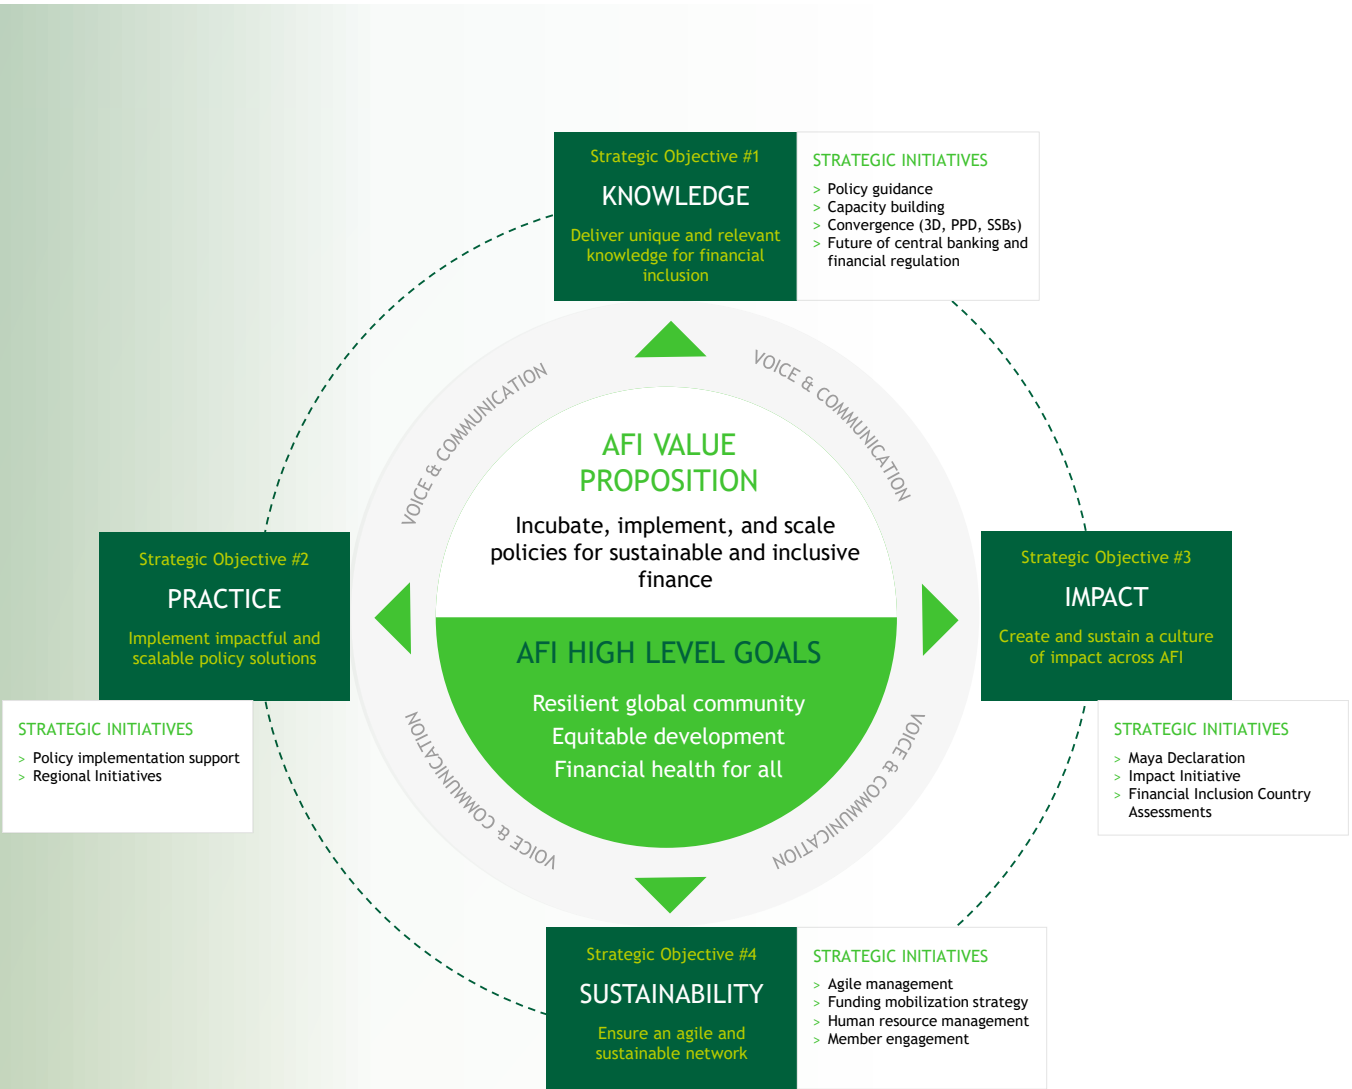 Strategic Objective #1
KNOWLEDGE
Deliver unique and relevant
knowledge for financial
inclusion
STRATEGIC INITIATIVES
> Policy guidance
> Capacity building
> Convergence (3D, PPD, SSBs)
> Future of central banking and
financial regulation
VOICE & COMMUNICATION
VOICE & COMMUNICATION
AFI VALUE
PROPOSITION
Incubate, implement, and scale
policies for sustainable and inclusive
finance
AFI HIGH LEVEL GOALS
Resilient global community
Equitable development
Financial health for all
Strategic Objective #2
PRACTICE
Implement impactful and
scalable policy solutions
STRATEGIC INITIATIVES
> Policy implementation support
> Regional Initiatives
Strategic Objective #3
IMPACT
Create and sustain a culture
of impact across AFI
STRATEGIC INITIATIVES
> Maya Declaration
> Impact Initiative
> Financial Inclusion Country
Assessments
VOICE & COMMUNICATION
VOICE & COMMUNICATION
Strategic Objective #4
SUSTAINABILITY
Ensure an agile and
sustainable network
STRATEGIC INITIATIVES
> Agile management
> Funding mobilization strategy
> Human resource management
> Member engagement